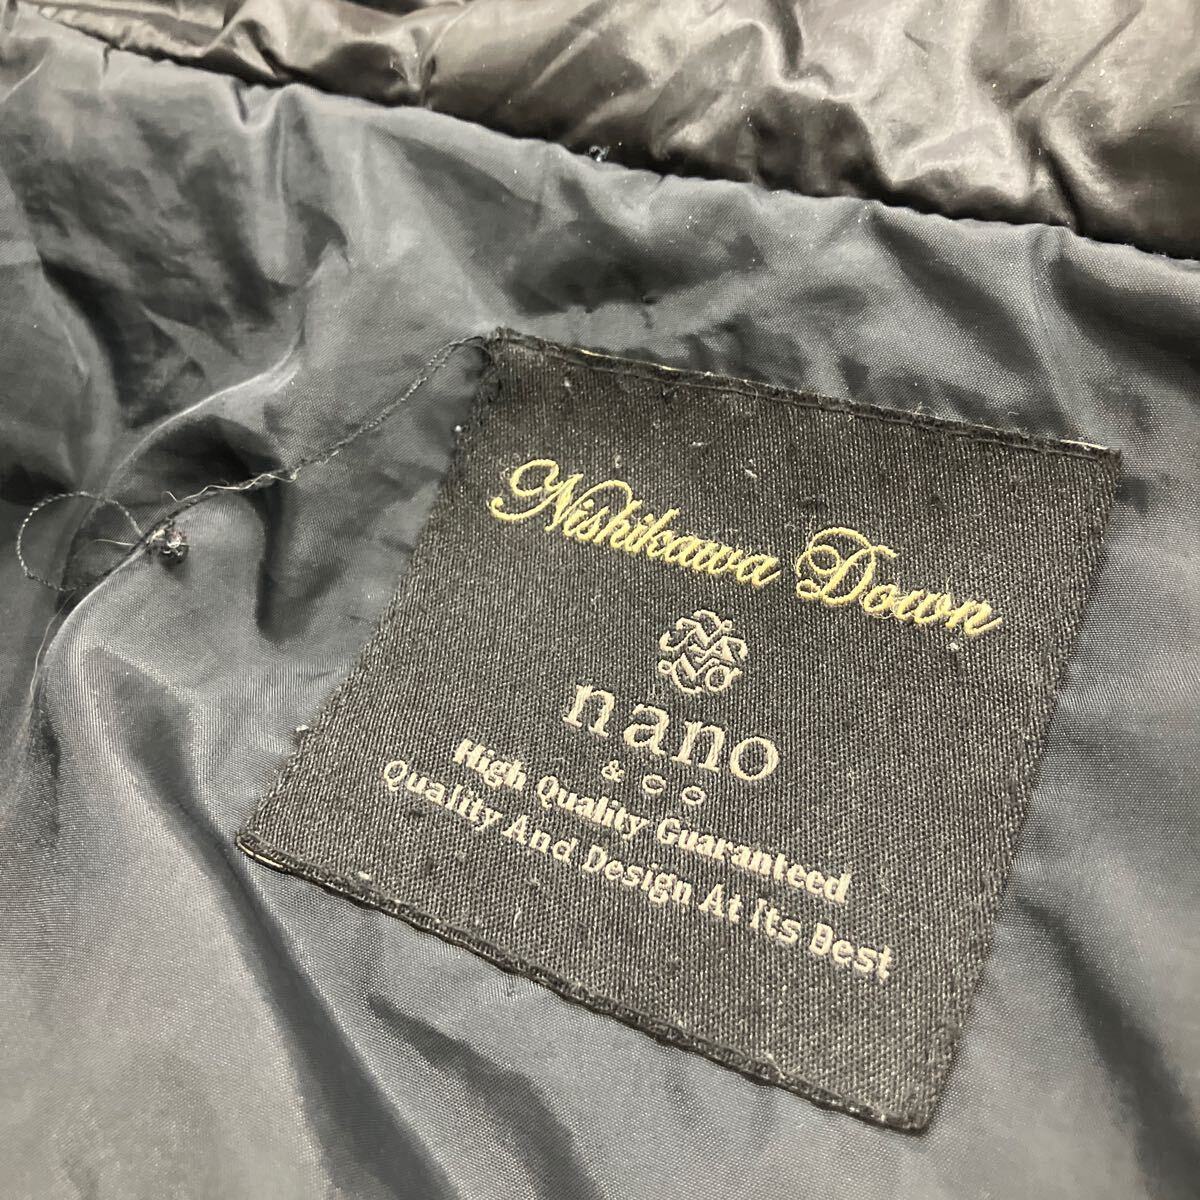 Nishikawa Down
nano
& CO
High Quality Guaranteed
Quality And Design At Its Best